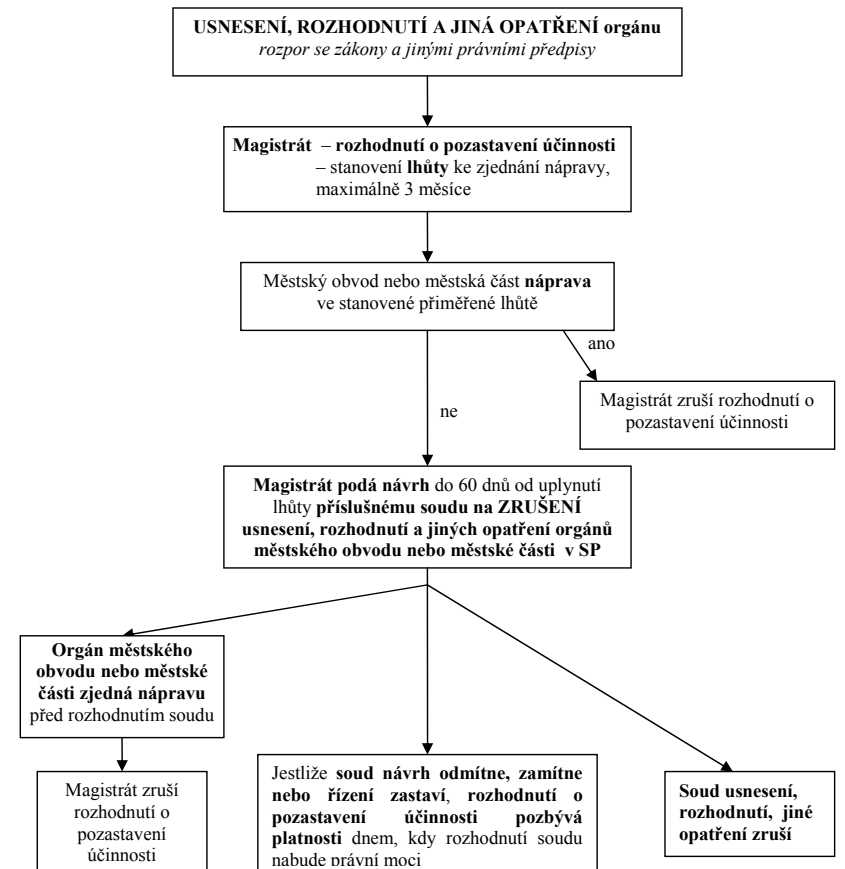 USNESENÍ, ROZHODNUTÍ A JINÁ OPATŘENÍ orgánu
rozpor se zákony a jinými právními předpisy
Magistrát – rozhodnutí o pozastavení účinnosti
– stanovení lhůty ke zjednání nápravy,
maximálně 3 měsíce
Městský obvod nebo městská část náprava
ve stanovené přiměřené lhůtě
ano
Magistrát zruší rozhodnutí o
pozastavení účinnosti
ne
Magistrát podá návrh do 60 dnů od uplynutí
lhůty příslušnému soudu na ZRUŠENÍ
usnesení, rozhodnutí a jiných opatření orgánů
městského obvodu nebo městské části v SP
Orgán městského
obvodu nebo městské
části zjedná nápravu
před rozhodnutím soudu
Magistrát zruší
rozhodnutí o
pozastavení
účinnosti
Jestliže soud návrh odmítne, zamítne
nebo řízení zastaví, rozhodnutí o
pozastavení účinnosti pozbývá
platnosti dnem, kdy rozhodnutí soudu
nabude právní moci
Soud usnesení,
rozhodnutí, jiné
opatření zruší